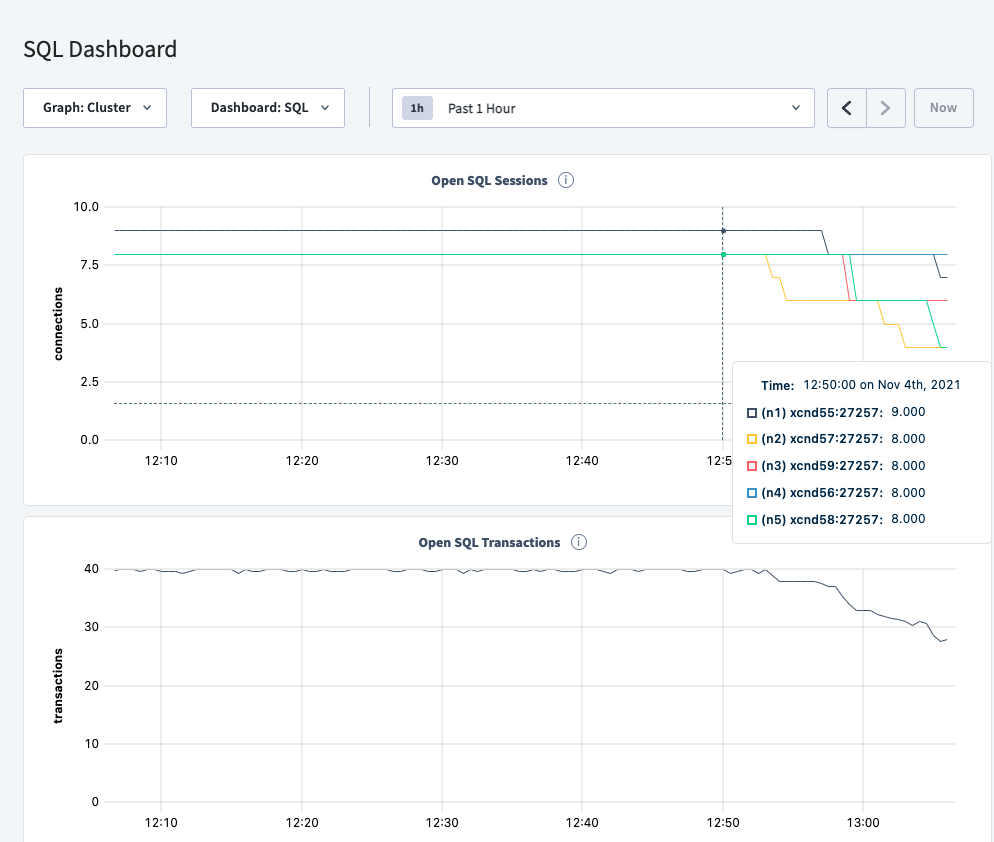 SQL Dashboard
Graph: Cluster
Dashboard: SQL
1h Past 1 Hour
Now
Open SQL Sessions
10.0
7.5
5.0
2.5
0.0
connections
12:10 12:20 12:30 12:40 12:5
Time: 12:50:00 on Nov 4th, 2021
(n1) xcnd55:27257: 9.000
(n2) xcnd57:27257: 8.000
(n3) xcnd59:27257: 8.000
(n4) xcnd56:27257: 8.000
(n5) xcnd58:27257: 8.000
Open SQL Transactions
40
30
20
10
0
transactions
12:10 12:20 12:30 12:40 12:50 13:00